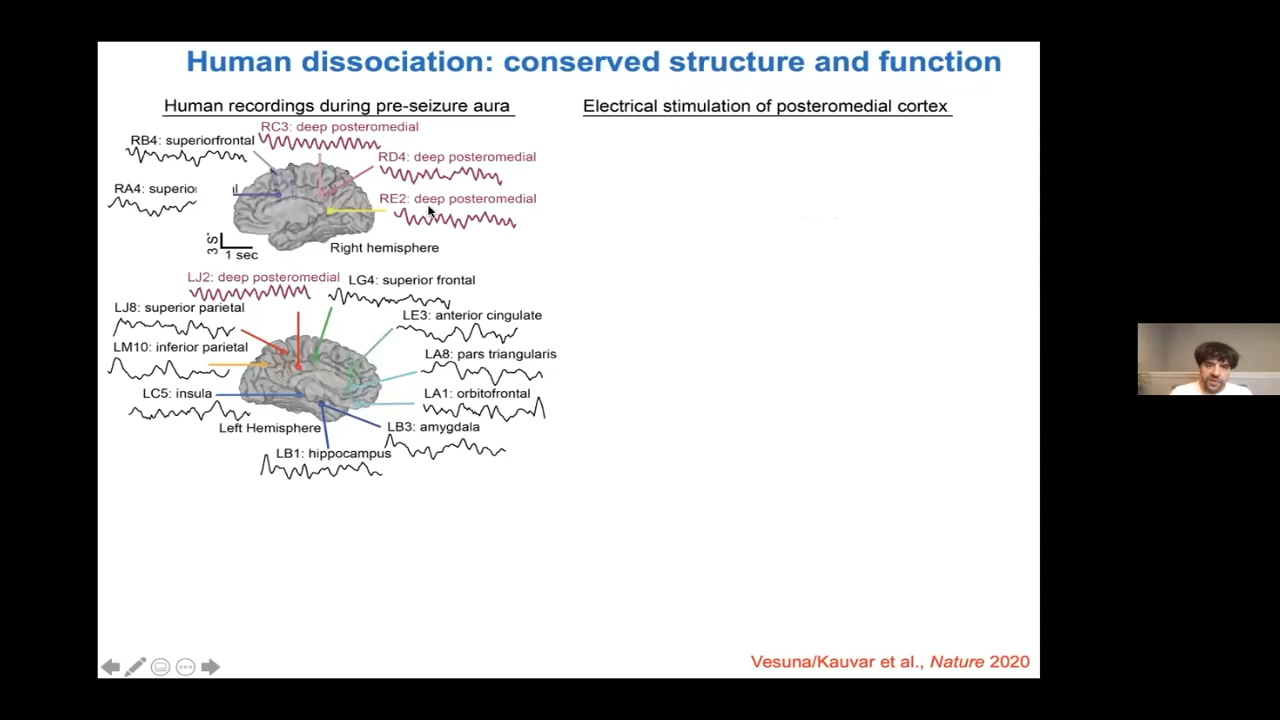 Human dissociation: conserved structure and function
Human recordings during pre-seizure aura
Electrical stimulation of posteromedial cortex
RC3: deep posteromedial
RB4: superiorfrontal
RD4: deep posteromedial
RA4: superior
RE2: deep posteromedial
1 sec
Right hemisphere
LJ2: deep posteromedial
LG4: superior frontal
LJ8: superior parietal
LE3: anterior cingulate
LM10: inferior parietal
LA8: pars triangularis
LC5: insula
LA1: orbitofrontal
Left Hemisphere
LB3: amygdala
LB1: hippocampus
Vesuna/Kauvar et al., Nature 2020